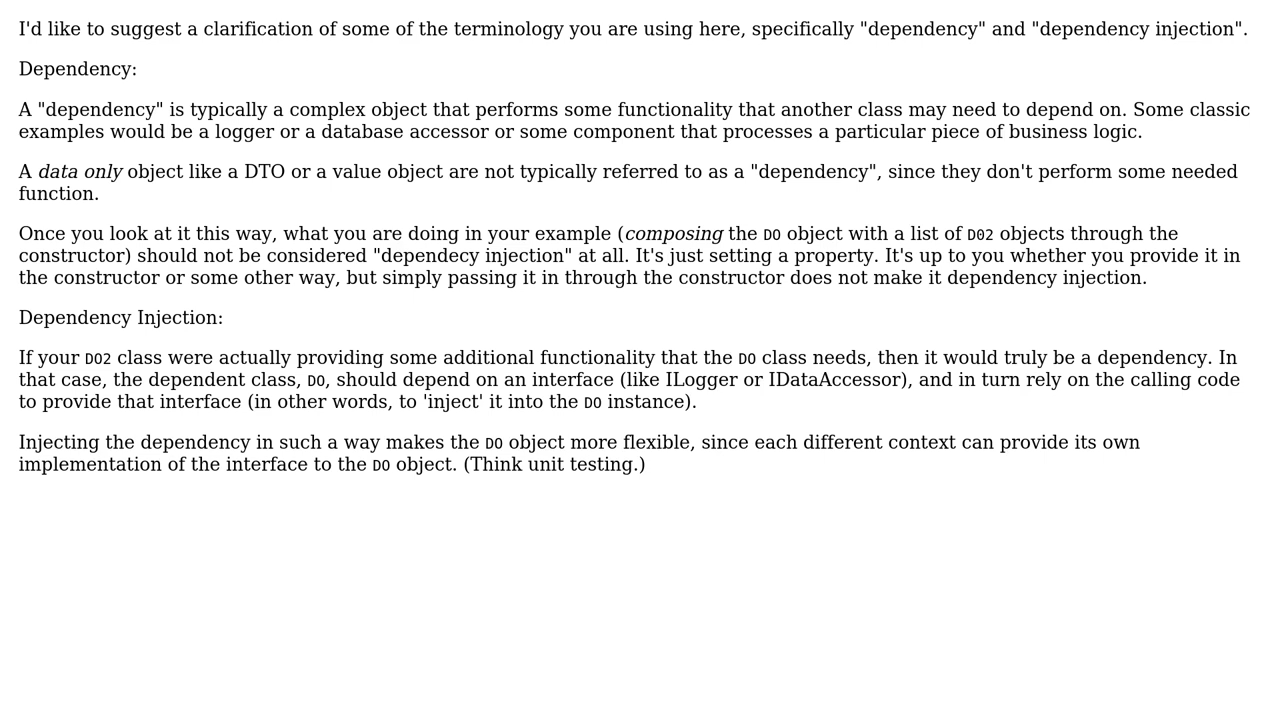 I'd like to suggest a clarification of some of the terminology you are using here, specifically "dependency" and "dependency injection".
Dependency:
A "dependency" is typically a complex object that performs some functionality that another class may need to depend on. Some classic
examples would be a logger or a database accessor or some component that processes a particular piece of business logic.
A data only object like a DTO or a value object are not typically referred to as a "dependency", since they don't perform some needed
function.
Once you look at it this way, what you are doing in your example (composing the DO object with a list of D02 objects through the
constructor) should not be considered "dependecy injection" at all. It's just setting a property. It's up to you whether you provide it in
the constructor or some other way, but simply passing it in through the constructor does not make it dependency injection.
Dependency Injection:
If your DO2 class were actually providing some additional functionality that the DO class needs, then it would truly be a dependency. In
that case, the dependent class, DO, should depend on an interface (like ILogger or IDataAccessor), and in turn rely on the calling code
to provide that interface (in other words, to 'inject' it into the DO instance).
Injecting the dependency in such a way makes the DO object more flexible, since each different context can provide its own
implementation of the interface to the DO object. (Think unit testing.)